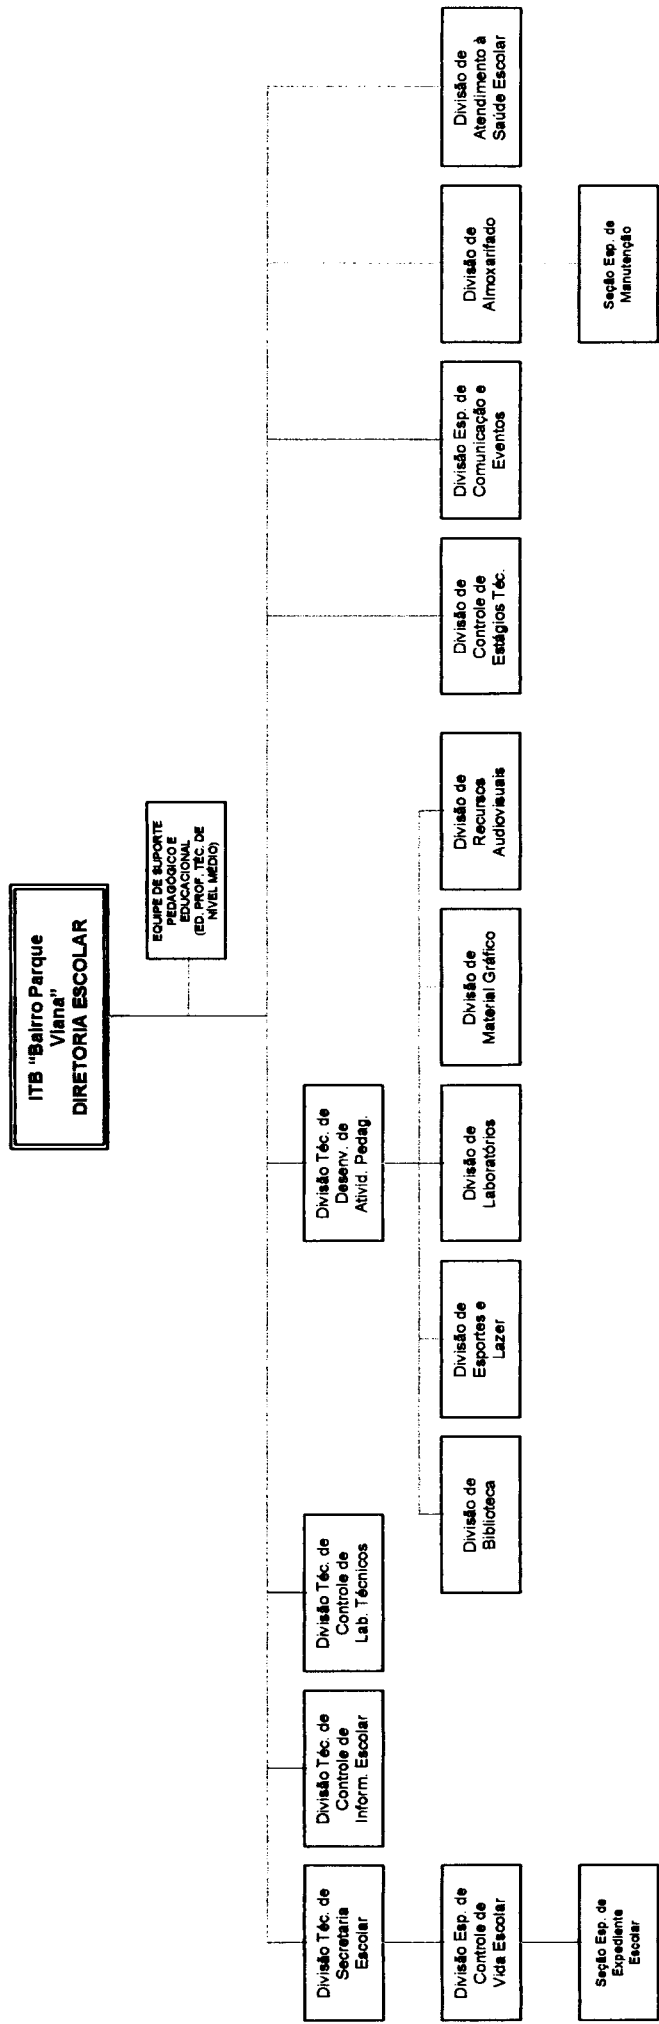 ITB "Bairro Parque
Viana"
DIRETORIA ESCOLAR
EQUIPE DE SUPORTE
PEDAGÓGICO E
EDUCACIONAL
(ED. PROF. TÉC. DE
NÍVEL MÉDIO)
Divisão Téc. de
Secretaria
Escolar
Divisão Téc. de
Controle de
Inform. Escolar
Divisão Téc. de
Controle de
Lab. Técnicos
Divisão Téc. de
Desenv. de
Ativid. Pedag.
Divisão Esp. de
Controle de
Vida Escolar
Divisão de
Biblioteca
Divisão de
Esportes e
Lazer
Divisão de
Laboratórios
Divisão de
Material Gráfico
Divisão de
Recursos
Audiovisuais
Divisão de
Controle de
Estágios Téc.
Divisão Esp. de
Comunicação e
Eventos
Divisão de
Almoxarifado
Divisão de
Atendimento à
Saúde Escolar
Seção Esp. de
Expediente
Escolar
Seção Esp. de
Manutenção